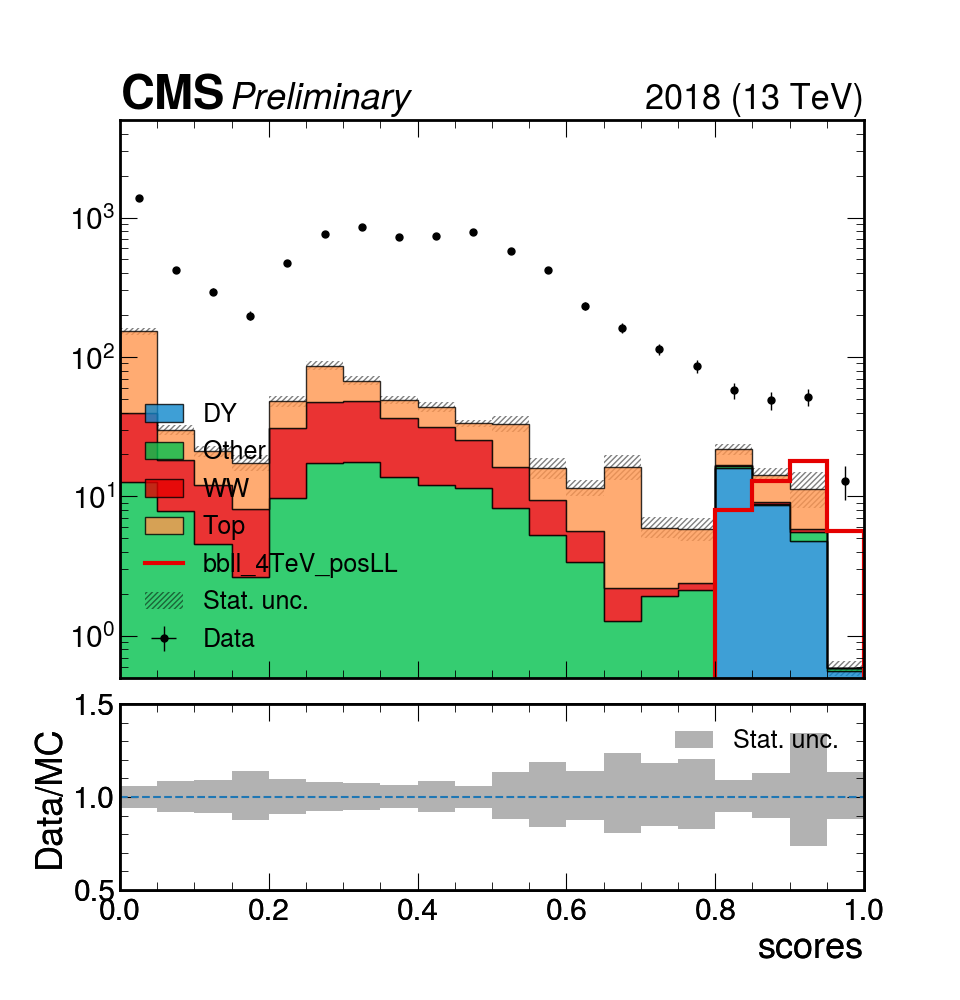 CMS Preliminary 2018 (13 TeV)
10³
10²
10¹
10⁰
DY
Other
WW
Top
bbll_4TeV_posLL
Stat. unc.
Data
1.5
1.0
0.5
Data/MC
Stat. unc.
0.0 0.2 0.4 0.6 0.8 1.0
scores